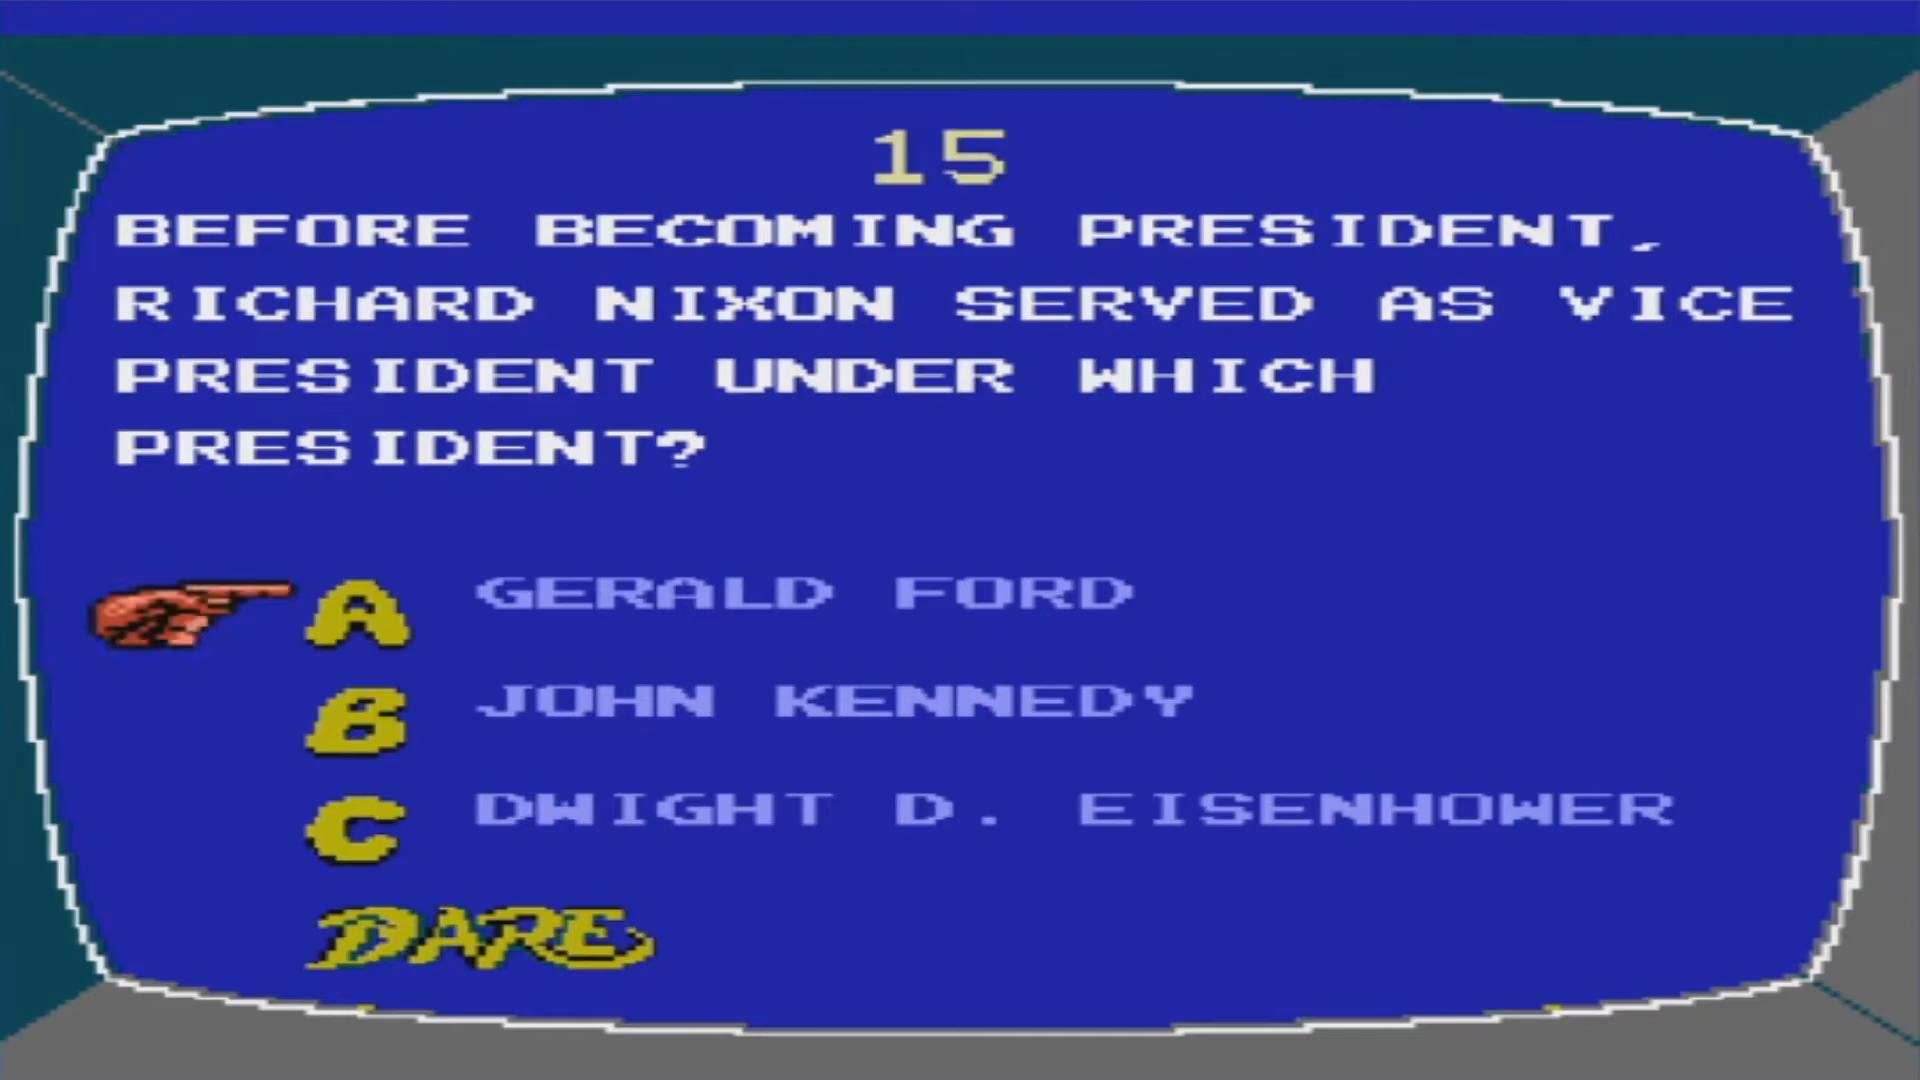 15
BEFORE BECOMING PRESIDENT,
RICHARD NIXON SERVED AS VICE
PRESIDENT UNDER WHICH
PRESIDENT?
A GERALD FORD
B JOHN KENNEDY
C DWIGHT D. EISENHOWER
DARE